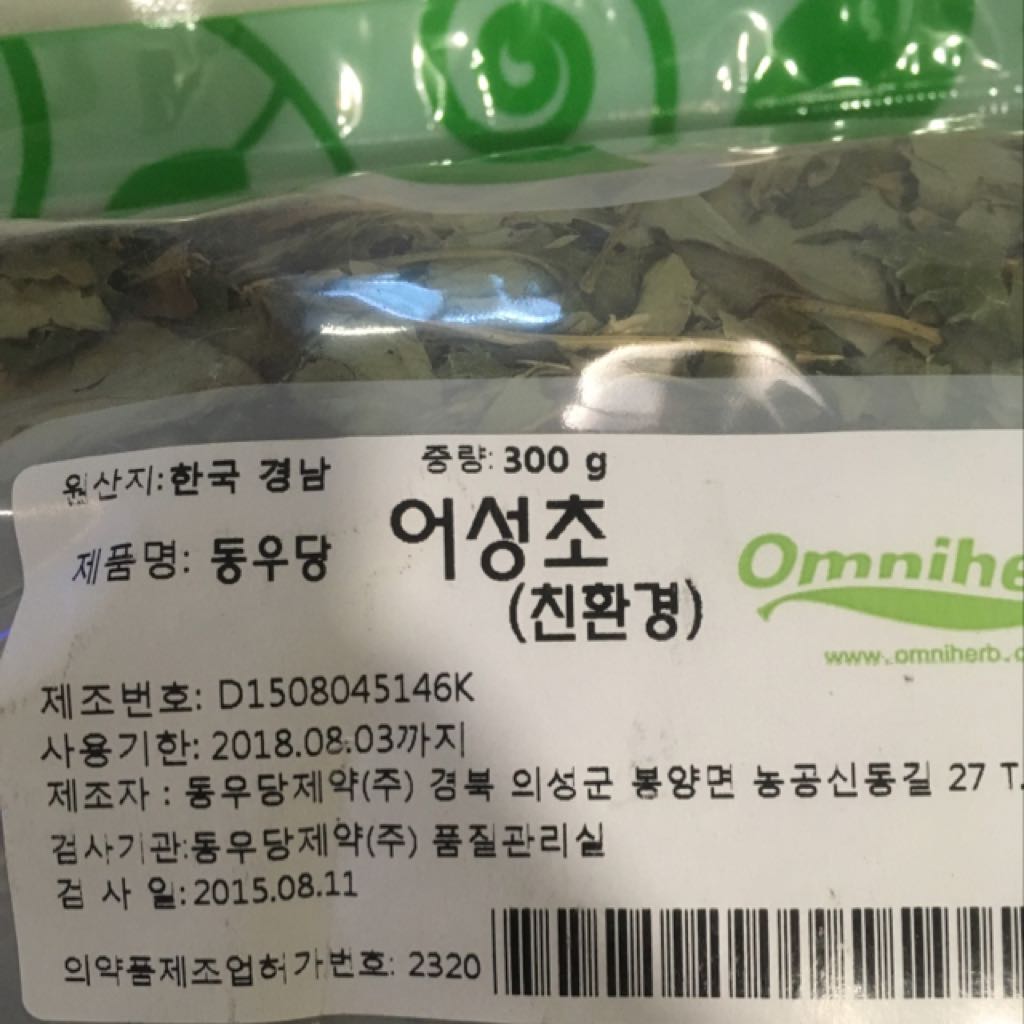 원산지:한국 경남
중량: 300 g
제품명: 동우당 어성초
(친환경)
Omnihe
www.omniherb.c
제조번호: D1508045146K
사용기한: 2018.08.03까지
제조자 : 동우당제약(주) 경북 의성군 봉양면 농공신동길 27 T.
검사기관:동우당제약(주) 품질관리실
검 사 일:2015.08.11
의약품제조업허가번호: 2320